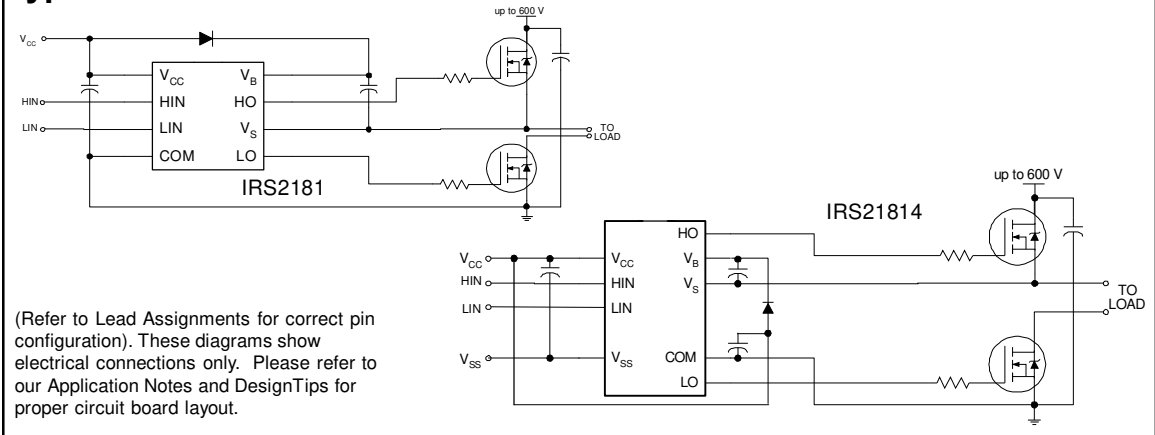 up to 600 V
VCC
VCC
VB
HIN
HIN
HO
LIN
LIN
VS
TO
LOAD
COM
LO
IRS2181
up to 600 V
IRS21814
HO
VCC
VCC
VB
HIN
HIN
VS
LIN
LIN
TO
LOAD
VSS
VSS
COM
LO
(Refer to Lead Assignments for correct pin
configuration). These diagrams show
electrical connections only. Please refer to
our Application Notes and DesignTips for
proper circuit board layout.